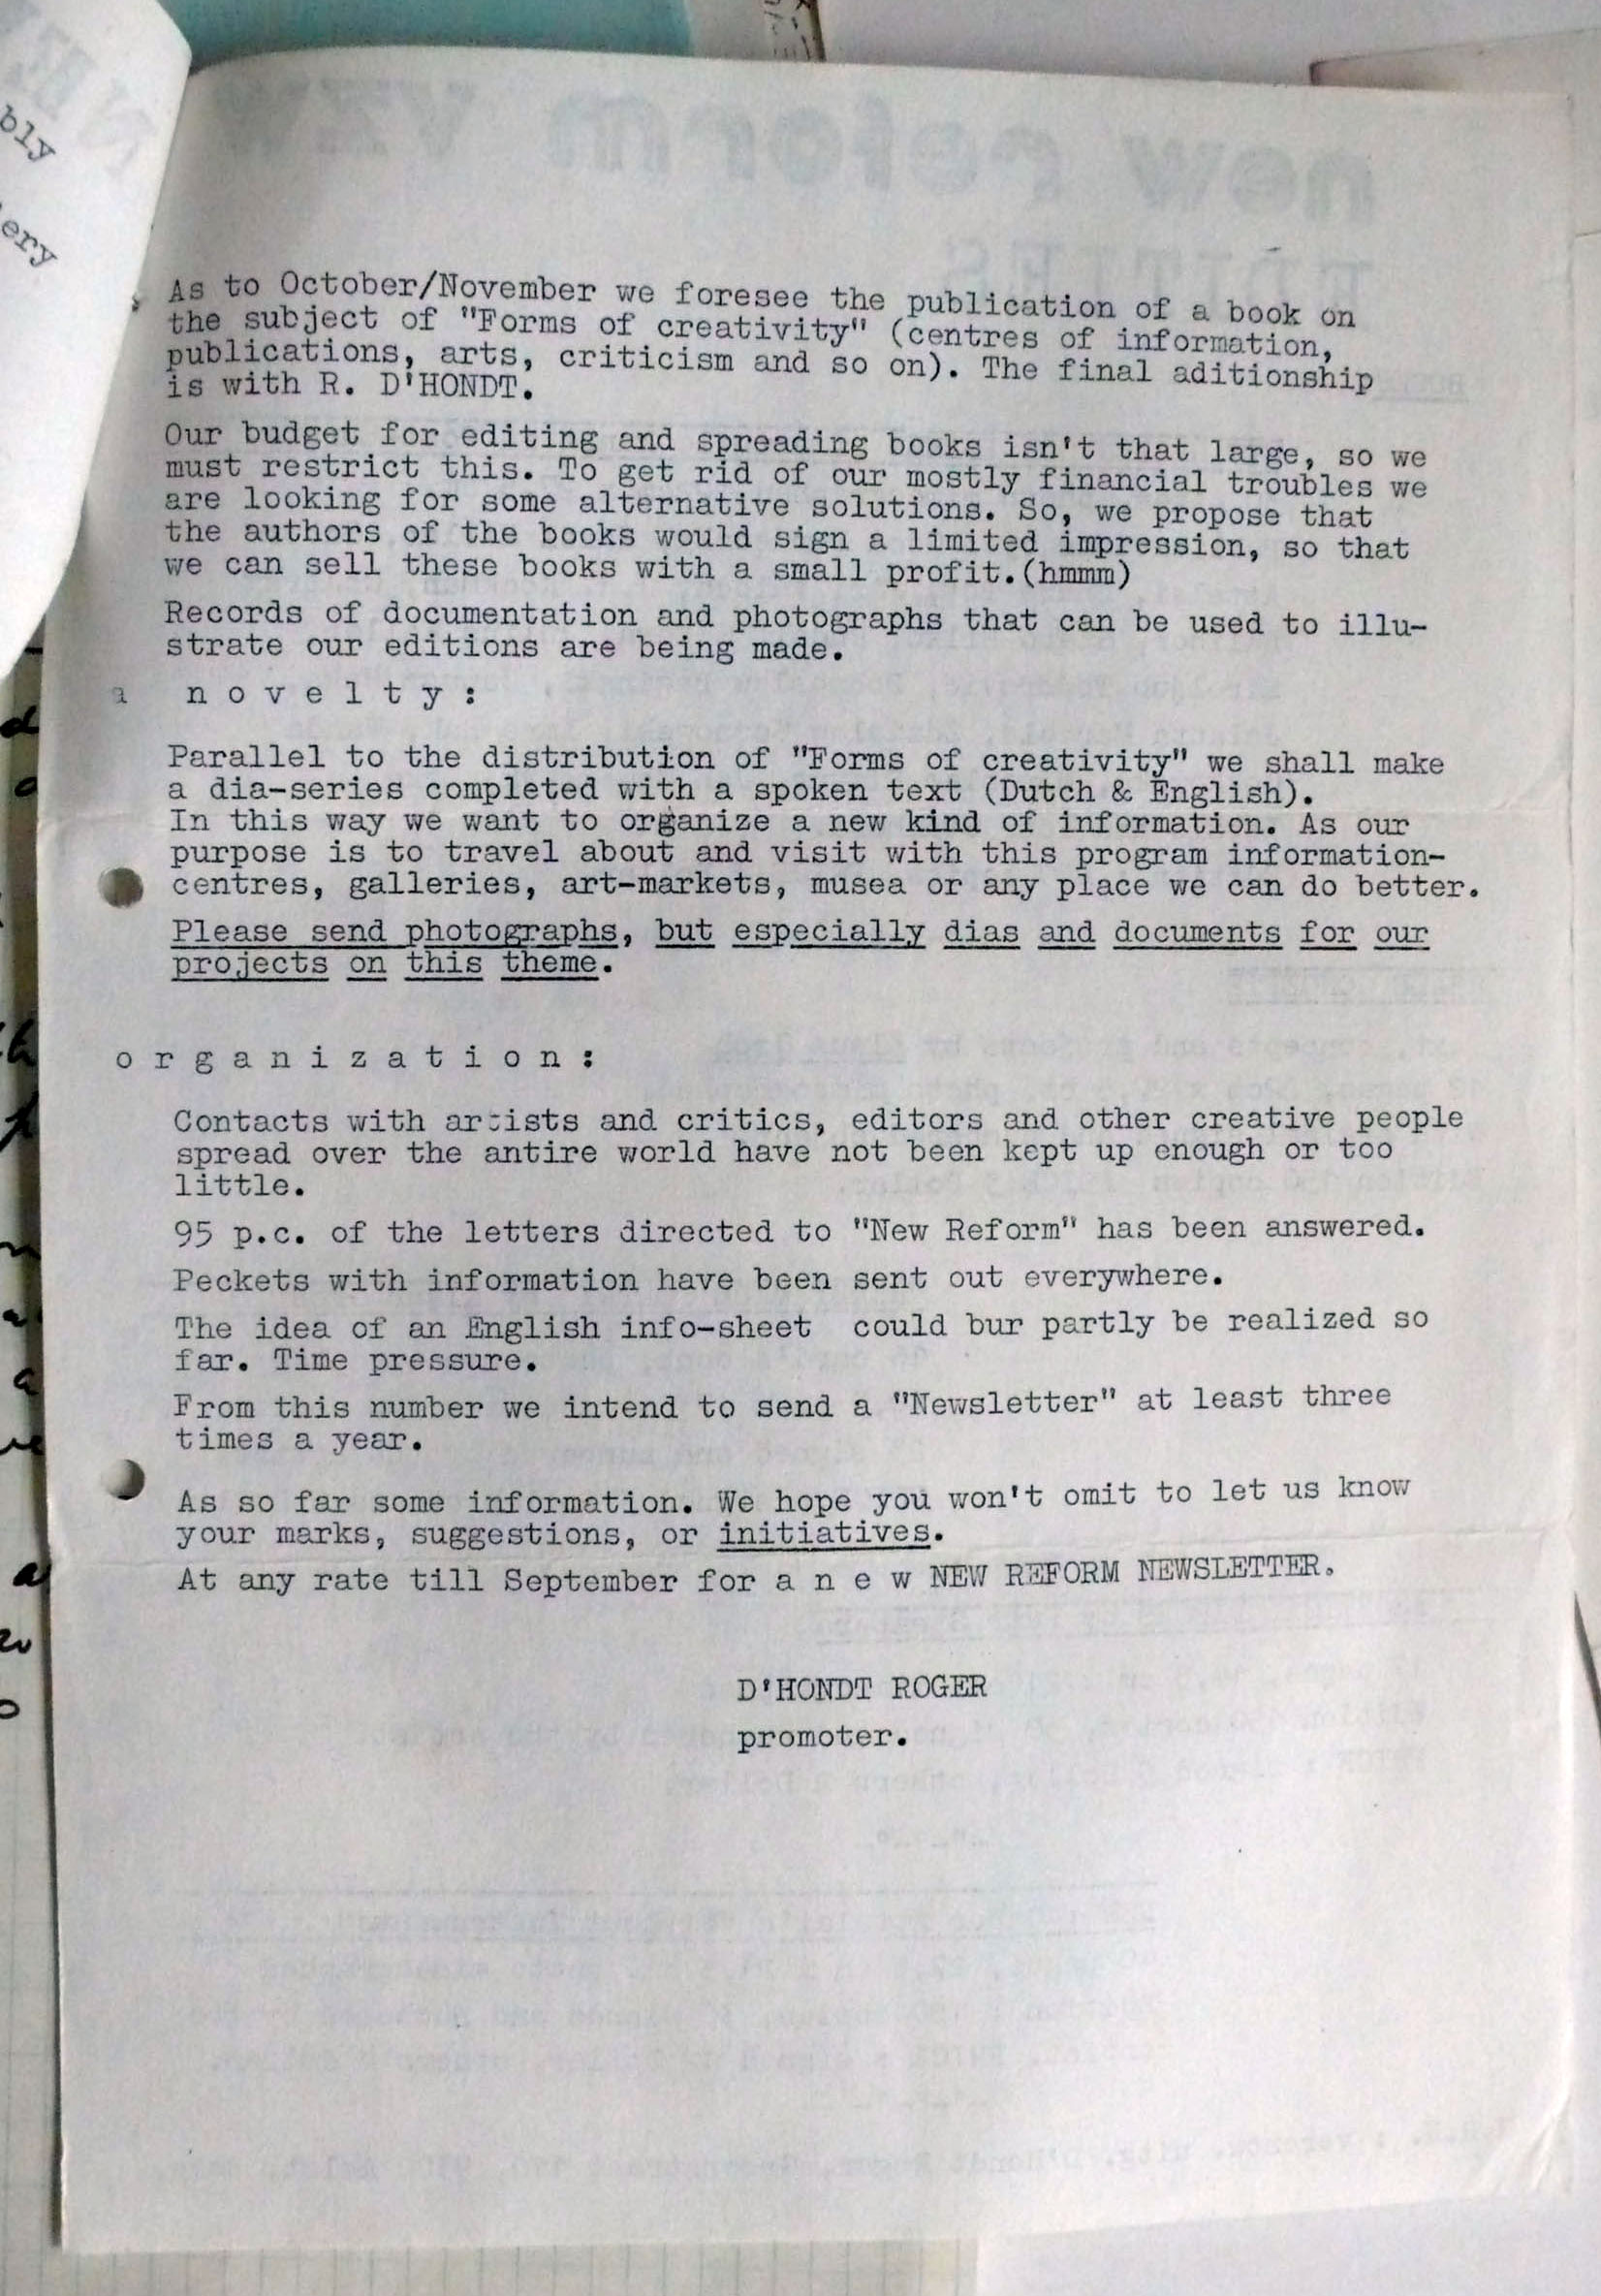 bly
ery
As to October/November we foresee the publication of a book on
the subject of "Forms of creativity" (centres of information,
publications, arts, criticism and so on). The final aditionship
is with R. D'HONDT.
Our budget for editing and spreading books isn't that large, so we
must restrict this. To get rid of our mostly financial troubles we
are looking for some alternative solutions. So, we propose that
the authors of the books would sign a limited impression, so that
we can sell these books with a small profit.(hmmm)
Records of documentation and photographs that can be used to illu-
strate our editions are being made.
a n o v e l t y :
Parallel to the distribution of "Forms of creativity" we shall make
a dia-series completed with a spoken text (Dutch & English).
In this way we want to organize a new kind of information. As our
purpose is to travel about and visit with this program information-
centres, galleries, art-markets, musea or any place we can do better.
Please send photographs, but especially dias and documents for our
projects on this theme.
o r g a n i z a t i o n :
Contacts with artists and critics, editors and other creative people
spread over the antire world have not been kept up enough or too
little.
95 p.c. of the letters directed to "New Reform" has been answered.
Peckets with information have been sent out everywhere.
The idea of an English info-sheet could bur partly be realized so
far. Time pressure.
From this number we intend to send a "Newsletter" at least three
times a year.
As so far some information. We hope you won't omit to let us know
your marks, suggestions, or initiatives.
At any rate till September for a n e w NEW REFORM NEWSLETTER.
D'HONDT ROGER
promoter.